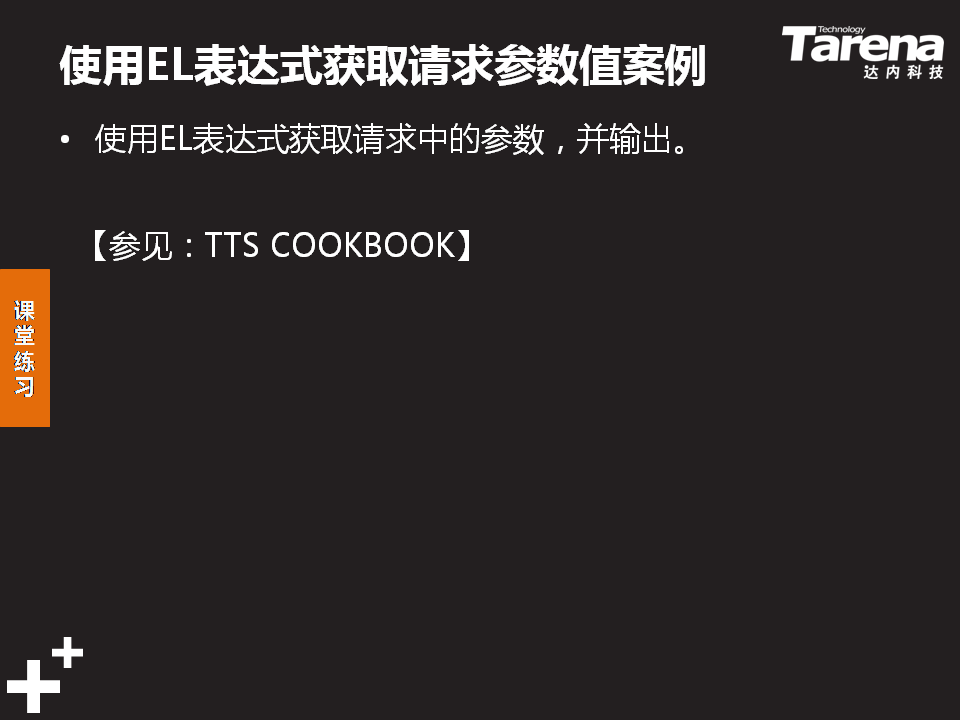 使用EL表达式获取请求参数值案例
Technology
Tarena
达内科技
• 使用EL表达式获取请求中的参数，并输出。
【参见：TTS COOKBOOK】
课
堂
练
习